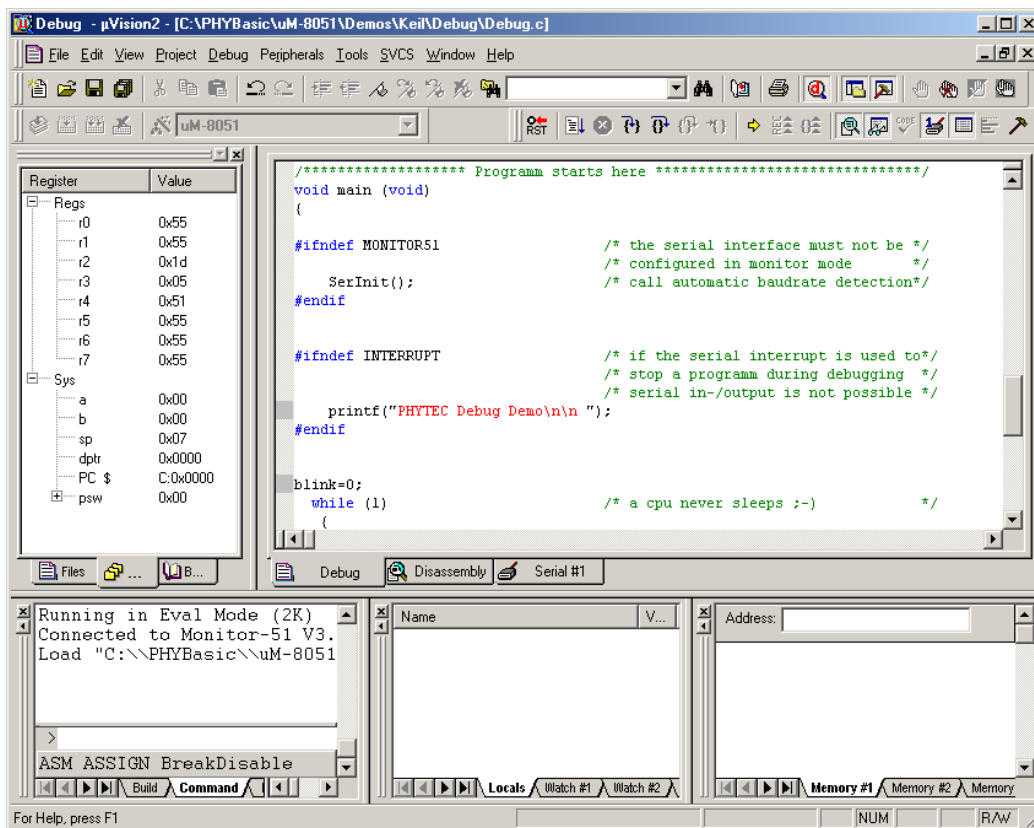 Debug - µVision2 - [C:\PHYBasic\uM-8051\Demos\Keil\Debug\Debug.c]
File Edit View Project Debug Peripherals Tools SVCS Window Help
uM-8051
RST
CODE
Register Value
Regs
r0 0x55
r1 0x55
r2 0x1d
r3 0x05
r4 0x51
r5 0x55
r6 0x55
r7 0x55
Sys
a 0x00
b 0x00
sp 0x07
dptr 0x0000
PC $ C:0x0000
psw 0x00
Files ... B...
/******************* Programm starts here *******************************/
void main (void)
{
#ifndef MONITOR51 /* the serial interface must not be */
/* configured in monitor mode */
SerInit(); /* call automatic baudrate detection*/
#endif
#ifndef INTERRUPT /* if the serial interrupt is used to*/
/* stop a programm during debugging */
/* serial in-/output is not possible */
printf("PHYTEC Debug Demo\n\n ");
#endif
blink=0;
while (1) /* a cpu never sleeps ;-) */
{
Debug Disassembly Serial #1
Running in Eval Mode (2K)
Connected to Monitor-51 V3.
Load "C:\\PHYBasic\\uM-8051
>
ASM ASSIGN BreakDisable
Build Command
Name V...
Locals Watch #1 Watch #2
Address:
Memory #1 Memory #2 Memory
For Help, press F1
NUM R/W